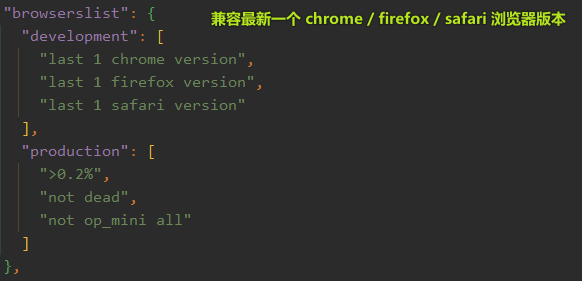 "browserslist": { 兼容最新一个 chrome / firefox / safari 浏览器版本
"development": [
"last 1 chrome version",
"last 1 firefox version",
"last 1 safari version"
],
"production": [
">0.2%",
"not dead",
"not op_mini all"
]
},